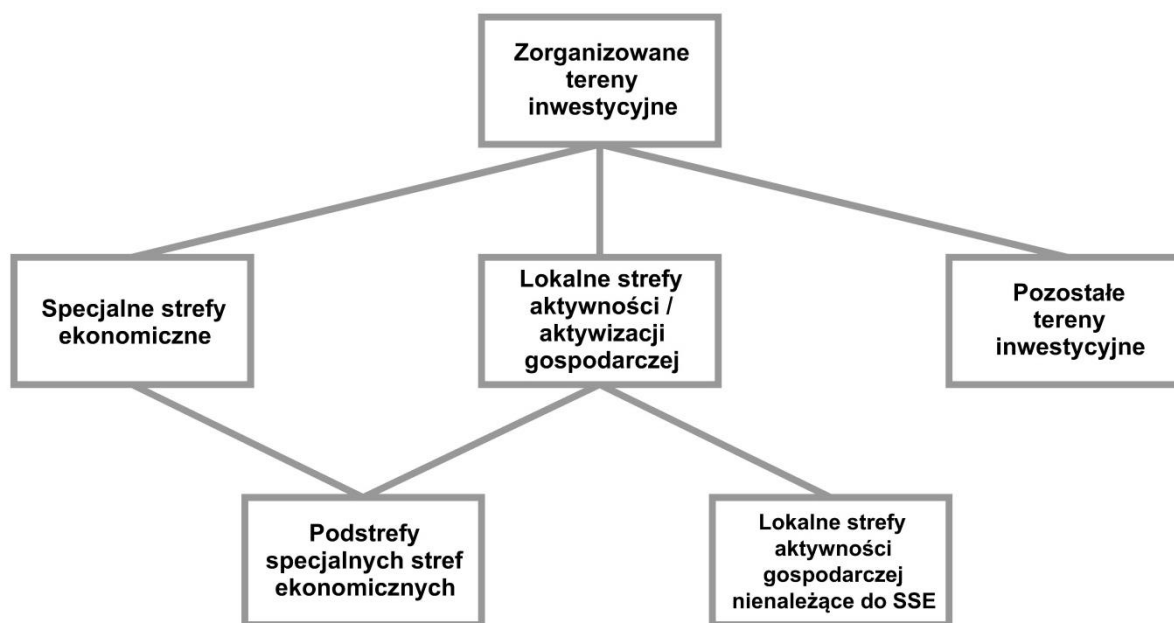 Zorganizowane
tereny
inwestycyjne
Specjalne strefy
ekonomiczne
Lokalne strefy
aktywności /
aktywizacji
gospodarczej
Pozostałe
tereny
inwestycyjne
Podstrefy
specjalnych stref
ekonomicznych
Lokalne strefy
aktywności
gospodarczej
nienależące do SSE